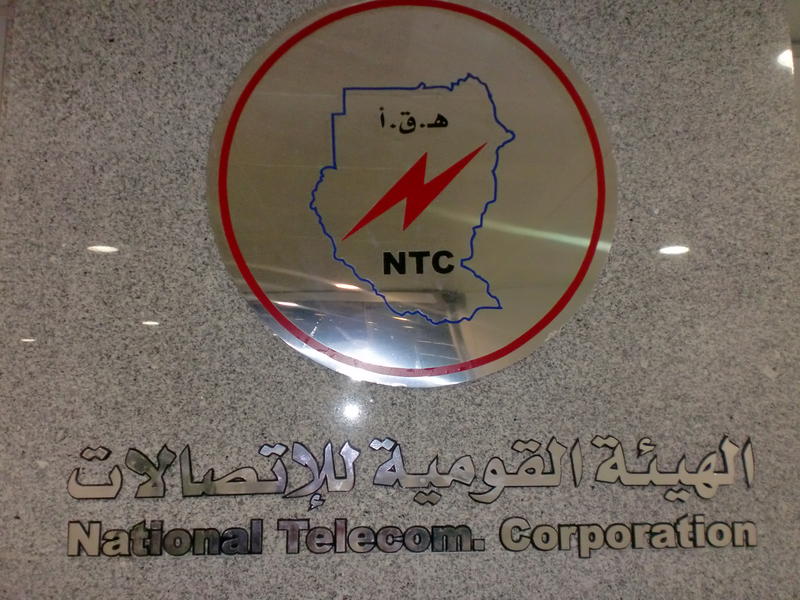 هـ.ق.أ
NTC
الهيئة القومية للإتصالات
National Telecom. Corporation